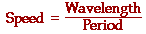 Speed = Wavelength
Period